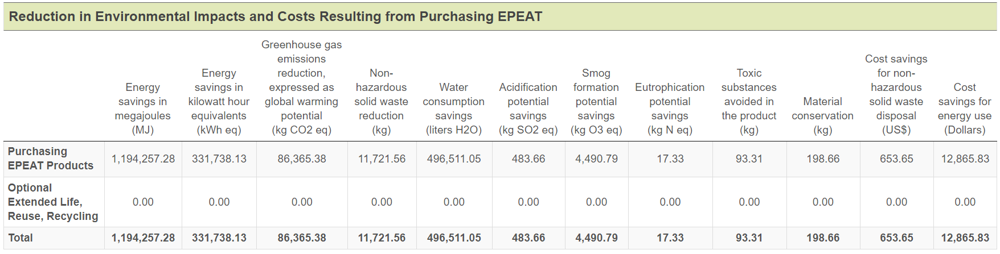 Reduction in Environmental Impacts and Costs Resulting from Purchasing EPEAT
Energy savings in megajoules (MJ)
Energy savings in kilowatt hour equivalents (kWh eq)
Greenhouse gas emissions reduction, expressed as global warming potential (kg CO2 eq)
Non-hazardous solid waste reduction (kg)
Water consumption savings (liters H2O)
Acidification potential savings (kg SO2 eq)
Smog formation potential savings (kg O3 eq)
Eutrophication potential savings (kg N eq)
Toxic substances avoided in the product (kg)
Material conservation (kg)
Cost savings for non-hazardous solid waste disposal (US$)
Cost savings for energy use (Dollars)
Purchasing EPEAT Products 1,194,257.28 331,738.13 86,365.38 11,721.56 496,511.05 483.66 4,490.79 17.33 93.31 198.66 653.65 12,865.83
Optional Extended Life, Reuse, Recycling 0.00 0.00 0.00 0.00 0.00 0.00 0.00 0.00 0.00 0.00 0.00 0.00
Total 1,194,257.28 331,738.13 86,365.38 11,721.56 496,511.05 483.66 4,490.79 17.33 93.31 198.66 653.65 12,865.83